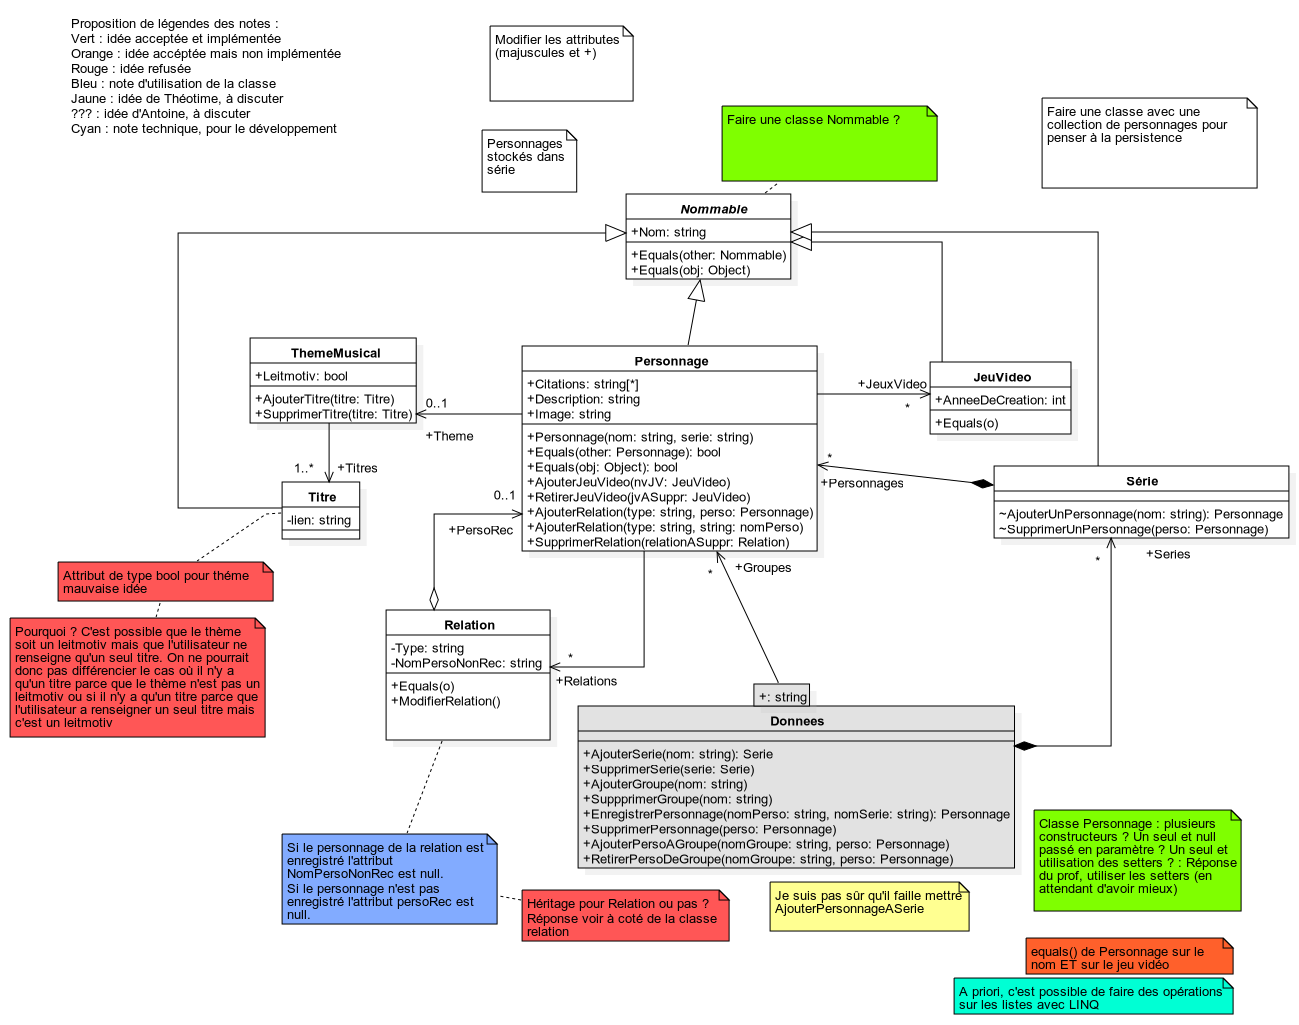 Proposition de légendes des notes :
Vert : idée acceptée et implémentée
Orange : idée accéptée mais non implémentée
Rouge : idée refusée
Bleu : note d'utilisation de la classe
Jaune : idée de Théotime, à discuter
??? : idée d'Antoine, à discuter
Cyan : note technique, pour le développement
Modifier les attributes
(majuscules et +)
Personnages
stockés dans
série
Faire une classe Nommable ?
Faire une classe avec une
collection de personnages pour
penser à la persistence
Nommable
+Nom: string
+Equals(other: Nommable)
+Equals(obj: Object)
ThemeMusical
+Leitmotiv: bool
+AjouterTitre(titre: Titre)
+SupprimerTitre(titre: Titre)
0..1
+Theme
Personnage
+Citations: string[*]
+Description: string
+Image: string
+Personnage(nom: string, serie: string)
+Equals(other: Personnage): bool
+Equals(obj: Object): bool
+AjouterJeuVideo(nvJV: JeuVideo)
+RetirerJeuVideo(jvASuppr: JeuVideo)
+AjouterRelation(type: string, perso: Personnage)
+AjouterRelation(type: string, string: nomPerso)
+SupprimerRelation(relationASuppr: Relation)
+JeuxVideo
*
JeuVideo
+AnneeDeCreation: int
+Equals(o)
*
+Personnages
Série
~AjouterUnPersonnage(nom: string): Personnage
~SupprimerUnPersonnage(perso: Personnage)
*
+Series
1..*
+Titres
Titre
-lien: string
0..1
+PersoRec
*
+Groupes
Attribut de type bool pour thème
mauvaise idée
Pourquoi ? C'est possible que le thème
soit un leitmotiv mais que l'utilisateur ne
renseigne qu'un seul titre. On ne pourrait
donc pas différencier le cas où il n'y a
qu'un titre parce que le thème n'est pas un
leitmotiv ou si il n'y a qu'un titre parce que
l'utilisateur a renseigner un seul titre mais
c'est un leitmotiv
Relation
-Type: string
-NomPersoNonRec: string
+Equals(o)
+ModifierRelation()
*
+Relations
+: string
Donnees
+AjouterSerie(nom: string): Serie
+SupprimerSerie(serie: Serie)
+AjouterGroupe(nom: string)
+SuppprimerGroupe(nom: string)
+EnregistrerPersonnage(nomPerso: string, nomSerie: string): Personnage
+SupprimerPersonnage(perso: Personnage)
+AjouterPersoAGroupe(nomGroupe: string, perso: Personnage)
+RetirerPersoDeGroupe(nomGroupe: string, perso: Personnage)
Si le personnage de la relation est
enregistré l'attribut
NomPersoNonRec est null.
Si le personnage n'est pas
enregistré l'attribut persoRec est
null.
Héritage pour Relation ou pas ?
Réponse voir à coté de la classe
relation
Je suis pas sûr qu'il faille mettre
AjouterPersonnageASerie
Classe Personnage : plusieurs
constructeurs ? Un seul et null
passé en paramètre ? Un seul et
utilisation des setters ? : Réponse
du prof, utiliser les setters (en
attendant d'avoir mieux)
equals() de Personnage sur le
nom ET sur le jeu vidéo
A priori, c'est possible de faire des opérations
sur les listes avec LINQ